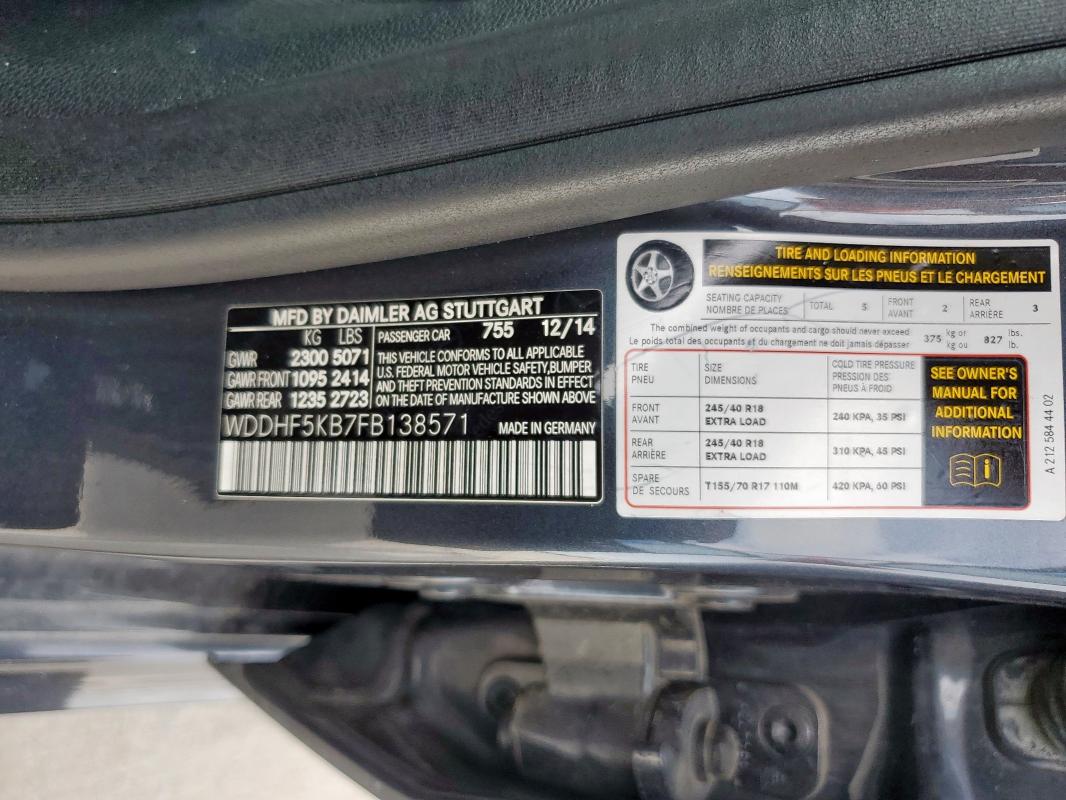 MFD BY DAIMLER AG STUTTGART
KG LBS PASSENGER CAR 755 12/14
GVWR 2300 5071
GAWR FRONT 1095 2414
GAWR REAR 1235 2723
THIS VEHICLE CONFORMS TO ALL APPLICABLE
U.S. FEDERAL MOTOR VEHICLE SAFETY,BUMPER
AND THEFT PREVENTION STANDARDS IN EFFECT
ON THE DATE OF MANUFACTURE SHOWN ABOVE
WDDHF5KB7FB138571 MADE IN GERMANY
TIRE AND LOADING INFORMATION
RENSEIGNEMENTS SUR LES PNEUS ET LE CHARGEMENT
SEATING CAPACITY
NOMBRE DE PLACES
TOTAL 5
FRONT
AVANT
2
REAR
ARRIÈRE
3
The combined weight of occupants and cargo should never exceed
Le poids total des occupants et du chargement ne doit jamais dépasser
375 kg or
kg ou
827 lbs.
lb.
TIRE
PNEU
SIZE
DIMENSIONS
COLD TIRE PRESSURE
PRESSION DES
PNEUS À FROID
FRONT
AVANT
245/40 R18
EXTRA LOAD
240 KPA, 35 PSI
REAR
ARRIÈRE
245/40 R18
EXTRA LOAD
310 KPA, 45 PSI
SPARE
DE SECOURS
T155/70 R17 110M
420 KPA, 60 PSI
SEE OWNER'S
MANUAL FOR
ADDITIONAL
INFORMATION
A 212 584 44 02